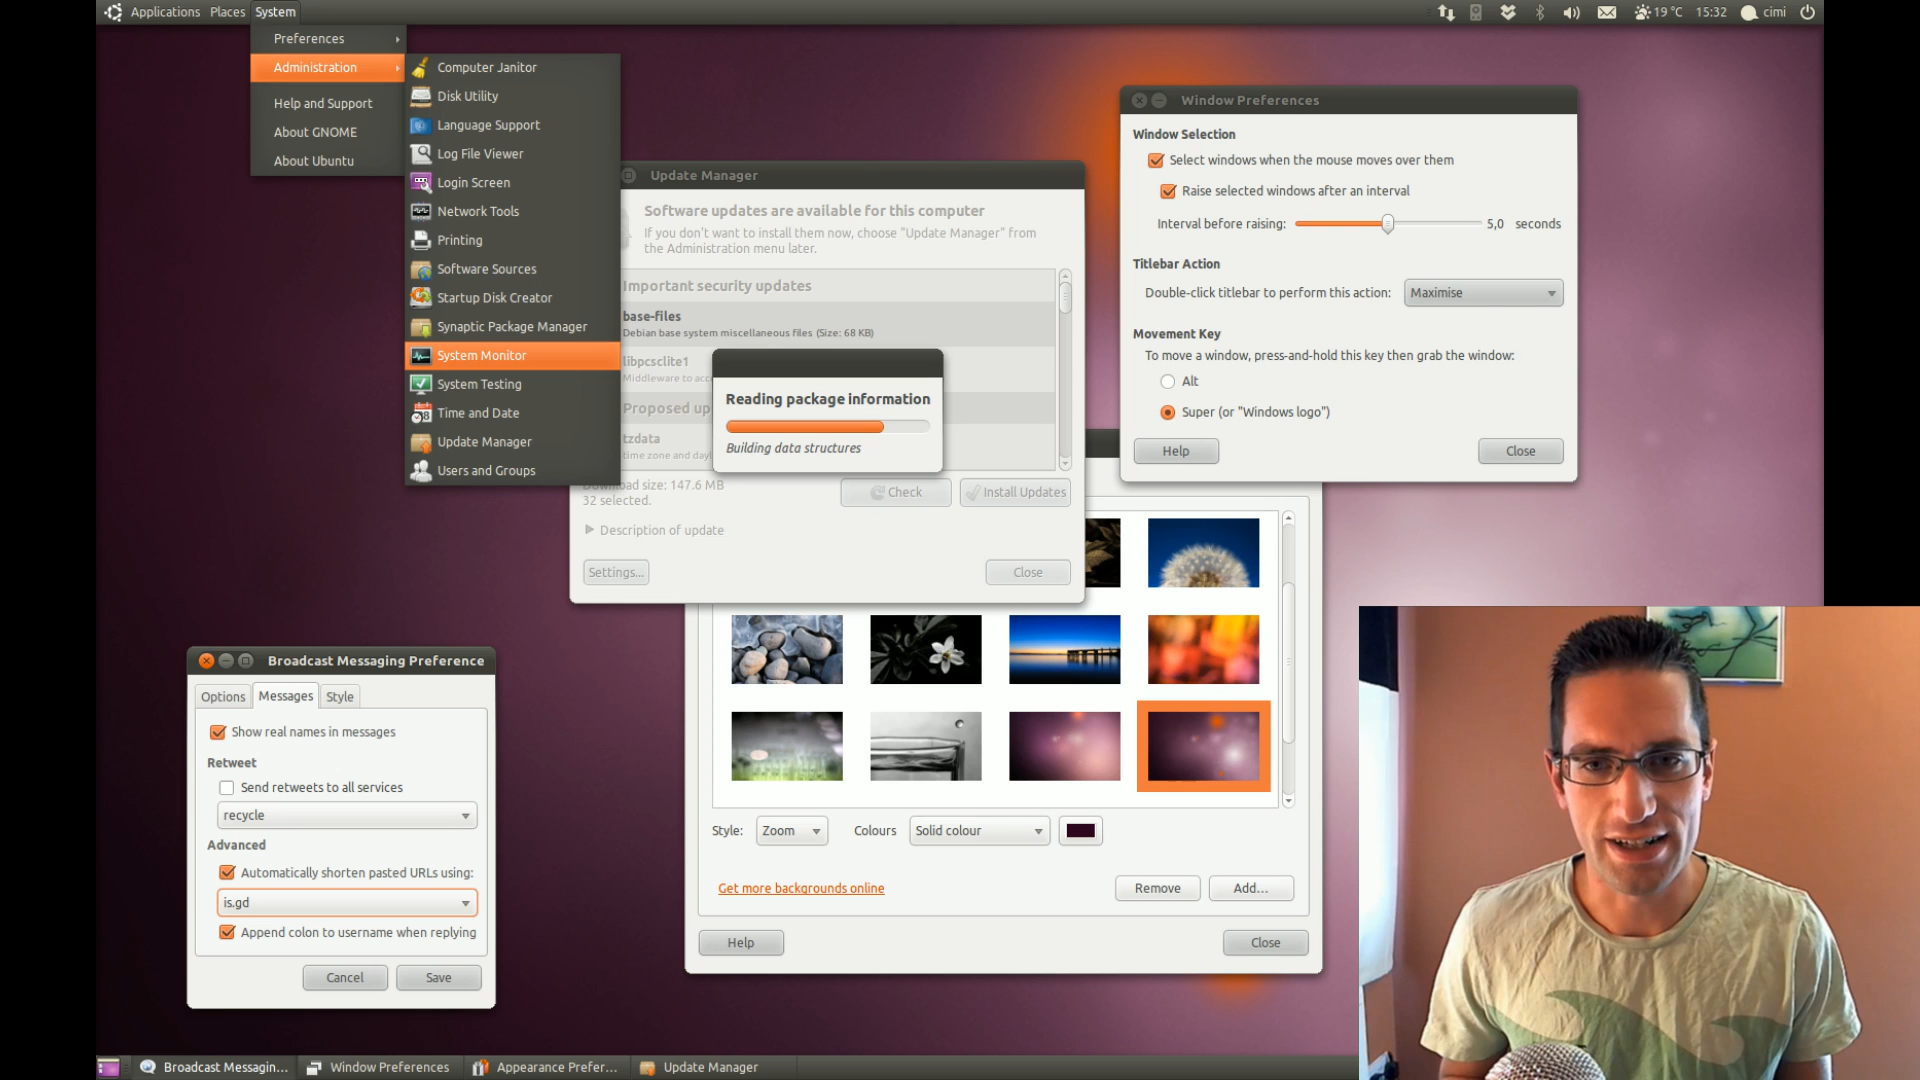 Applications Places System
19 °C 15:32 cimi
Preferences
Administration
Help and Support
About GNOME
About Ubuntu
Computer Janitor
Disk Utility
Language Support
Log File Viewer
Login Screen
Network Tools
Printing
Software Sources
Startup Disk Creator
Synaptic Package Manager
System Monitor
System Testing
Time and Date
Update Manager
Users and Groups
Update Manager
Software updates are available for this computer
If you don't want to install them now, choose "Update Manager" from
the Administration menu later.
Important security updates
base-files
Debian base system miscellaneous files (Size: 68 KB)
libpcsclite1
Middleware to acc
Proposed up
tzdata
time zone and dayl
Reading package information
Building data structures
Download size: 147.6 MB
32 selected.
Check
Install Updates
Description of update
Settings...
Close
Window Preferences
Window Selection
Select windows when the mouse moves over them
Raise selected windows after an interval
Interval before raising: 5,0 seconds
Titlebar Action
Double-click titlebar to perform this action: Maximise
Movement Key
To move a window, press-and-hold this key then grab the window:
Alt
Super (or "Windows logo")
Help
Close
Style: Zoom Colours Solid colour
Get more backgrounds online
Remove
Add...
Help
Close
Broadcast Messaging Preference
Options Messages Style
Show real names in messages
Retweet
Send retweets to all services
recycle
Advanced
Automatically shorten pasted URLs using:
is.gd
Append colon to username when replying
Cancel
Save
Broadcast Messagin... Window Preferences Appearance Prefer... Update Manager